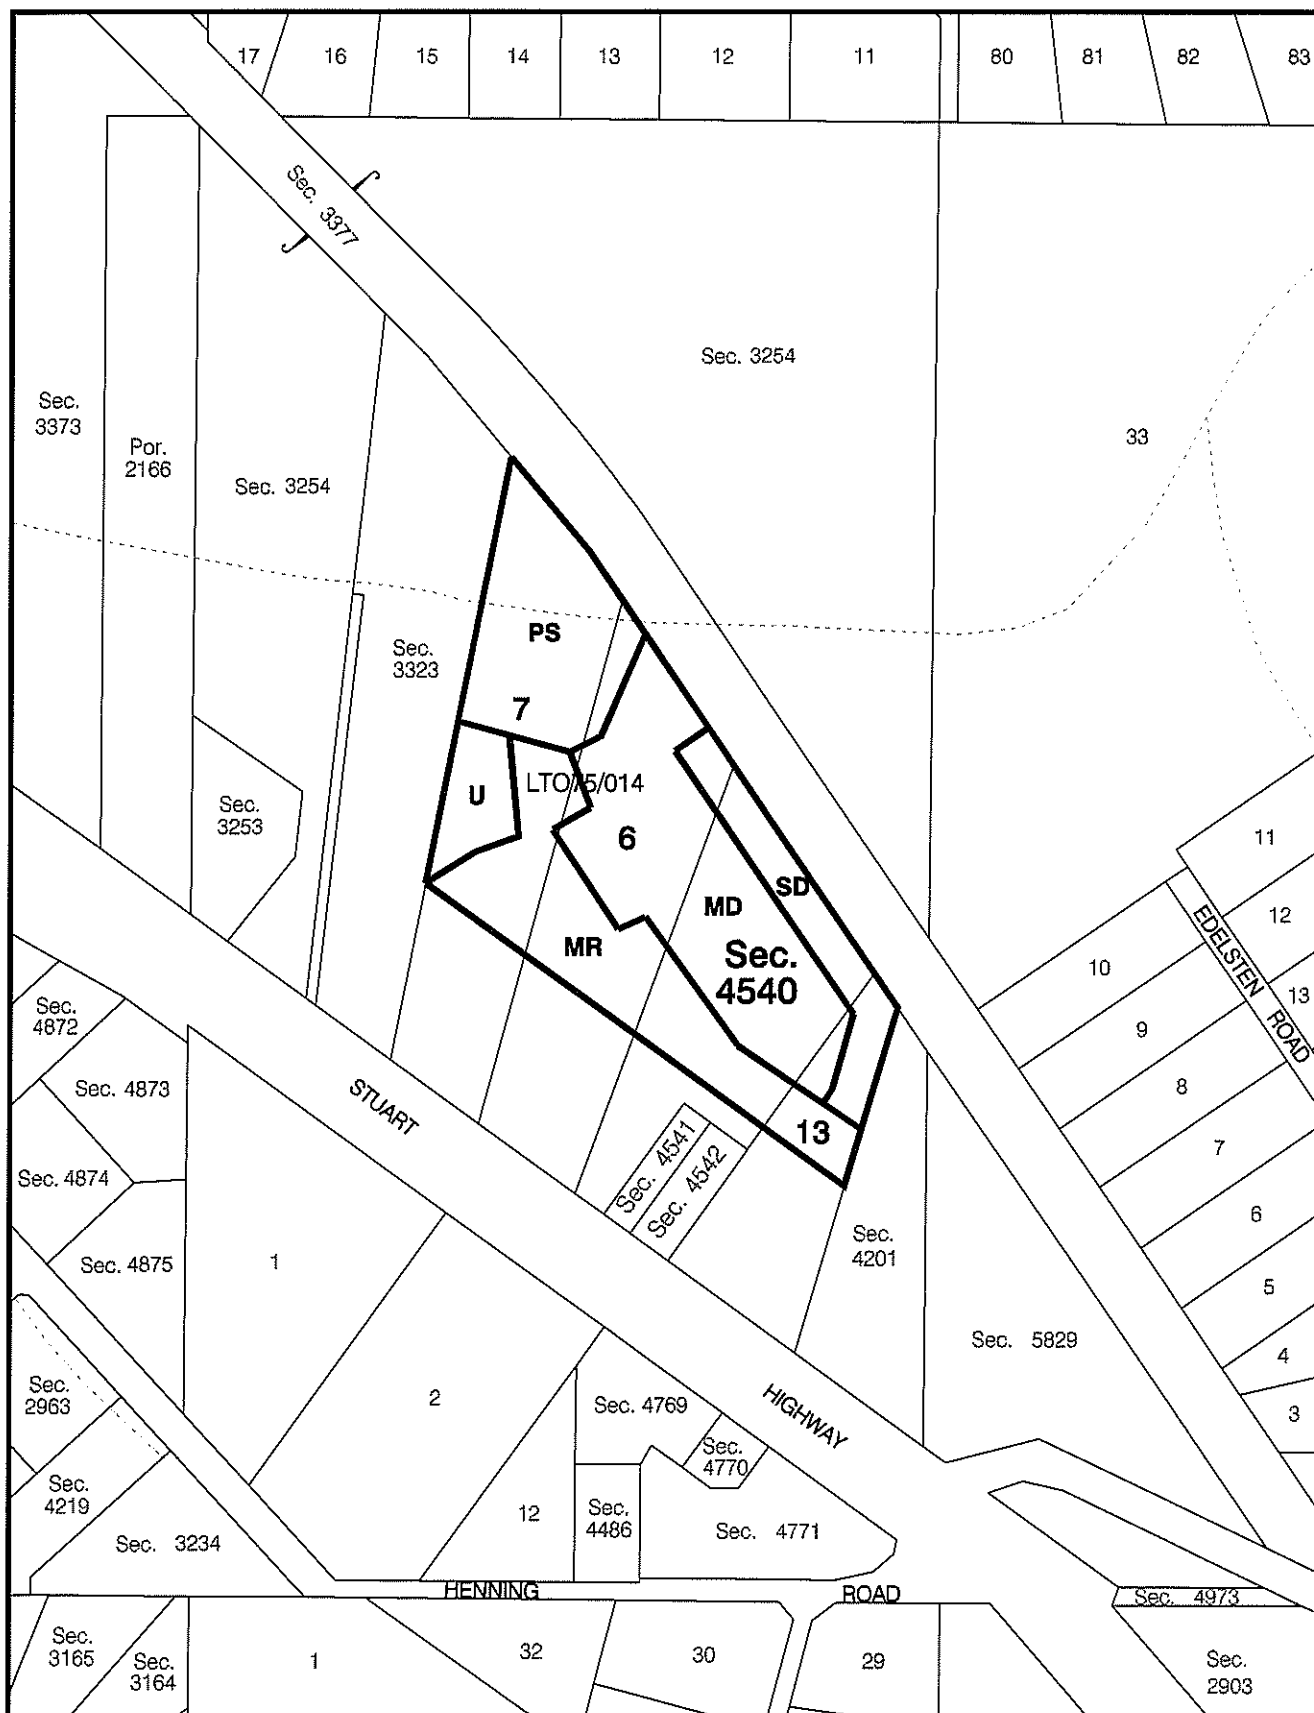 17
16
15
14
13
12
11
80
81
82
83
Sec. 3377
Sec. 3254
Sec.
3373
Por.
2166
Sec. 3254
33
PS
Sec.
3323
7
LTO75/014
U
Sec.
3253
6
11
SD
MD
12
EDELSTEN ROAD
MR
Sec.
4540
10
13
Sec.
4872
9
Sec. 4873
8
STUART
13
7
Sec. 4541
Sec. 4542
Sec. 4874
6
Sec.
4201
Sec. 4875
1
5
Sec. 5829
4
Sec.
2963
2
Sec. 4769
HIGHWAY
3
Sec.
4770
Sec.
4219
12
Sec.
4486
Sec. 4771
Sec. 3234
HENNING
ROAD
Sec. 4973
Sec.
3165
Sec.
3164
1
32
30
29
Sec.
2903